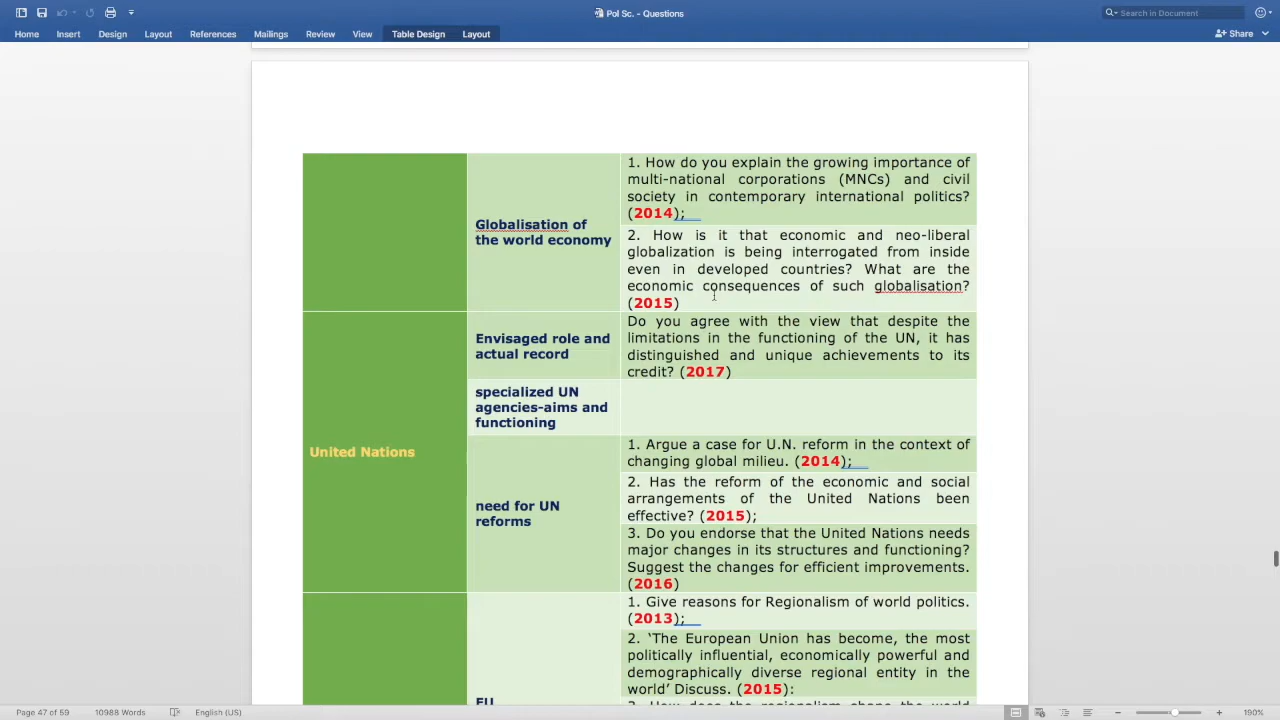 Pol Sc. - Questions
Search in Document
Home Insert Design Layout References Mailings Review View Table Design Layout
Share
1. How do you explain the growing importance of
multi-national corporations (MNCs) and civil
society in contemporary international politics?
(2014);
Globalisation of
the world economy
2. How is it that economic and neo-liberal
globalization is being interrogated from inside
even in developed countries? What are the
economic consequences of such globalisation?
(2015)
United Nations
Envisaged role and
actual record
Do you agree with the view that despite the
limitations in the functioning of the UN, it has
distinguished and unique achievements to its
credit? (2017)
specialized UN
agencies-aims and
functioning
need for UN
reforms
1. Argue a case for U.N. reform in the context of
changing global milieu. (2014);
2. Has the reform of the economic and social
arrangements of the United Nations been
effective? (2015);
3. Do you endorse that the United Nations needs
major changes in its structures and functioning?
Suggest the changes for efficient improvements.
(2016)
EU
1. Give reasons for Regionalism of world politics.
(2013);
2. ‘The European Union has become, the most
politically influential, economically powerful and
demographically diverse regional entity in the
world’ Discuss. (2015):
3. How does the regionalism shape the world
Page 47 of 59 10988 Words English (US) 190%